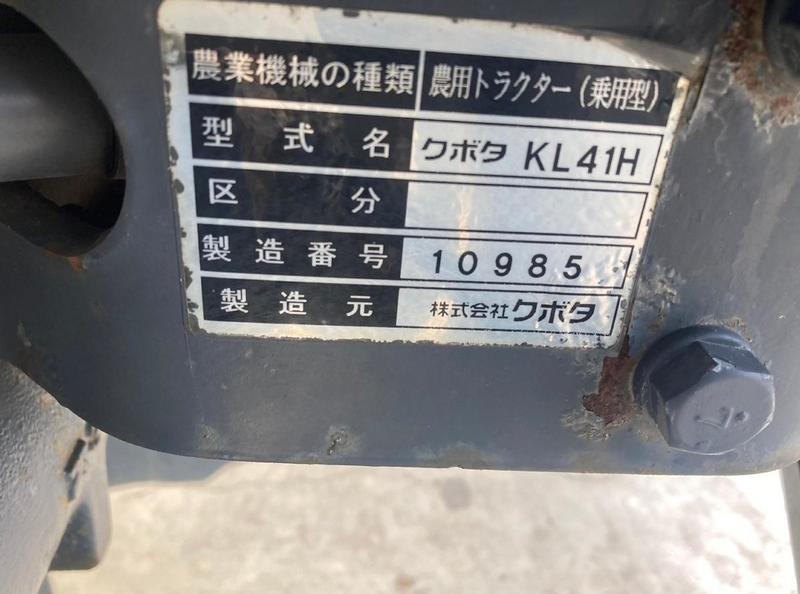 農業機械の種類 農用トラクター(乗用型)
型式名 クボタ KL41H
区分
製造番号 10985
製造元 株式会社クボタ